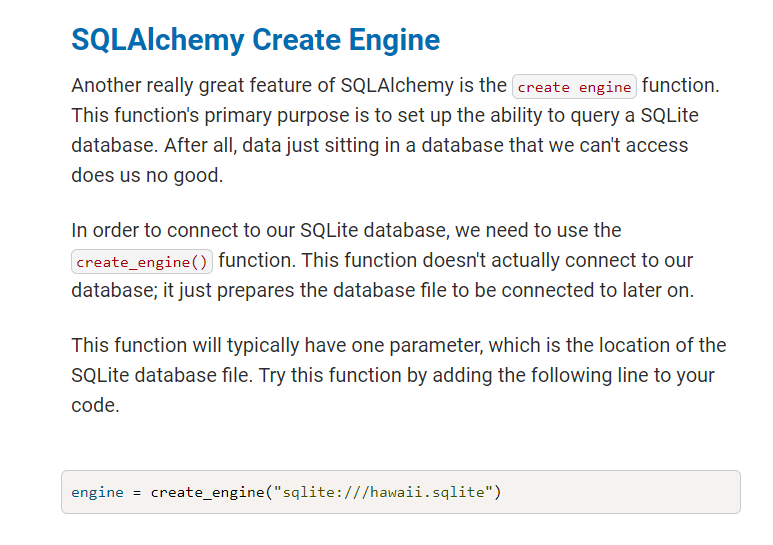 SQLAlchemy Create Engine
Another really great feature of SQLAlchemy is the create engine function.
This function's primary purpose is to set up the ability to query a SQLite
database. After all, data just sitting in a database that we can't access
does us no good.
In order to connect to our SQLite database, we need to use the
create_engine() function. This function doesn't actually connect to our
database; it just prepares the database file to be connected to later on.
This function will typically have one parameter, which is the location of the
SQLite database file. Try this function by adding the following line to your
code.
engine = create_engine("sqlite:///hawaii.sqlite")